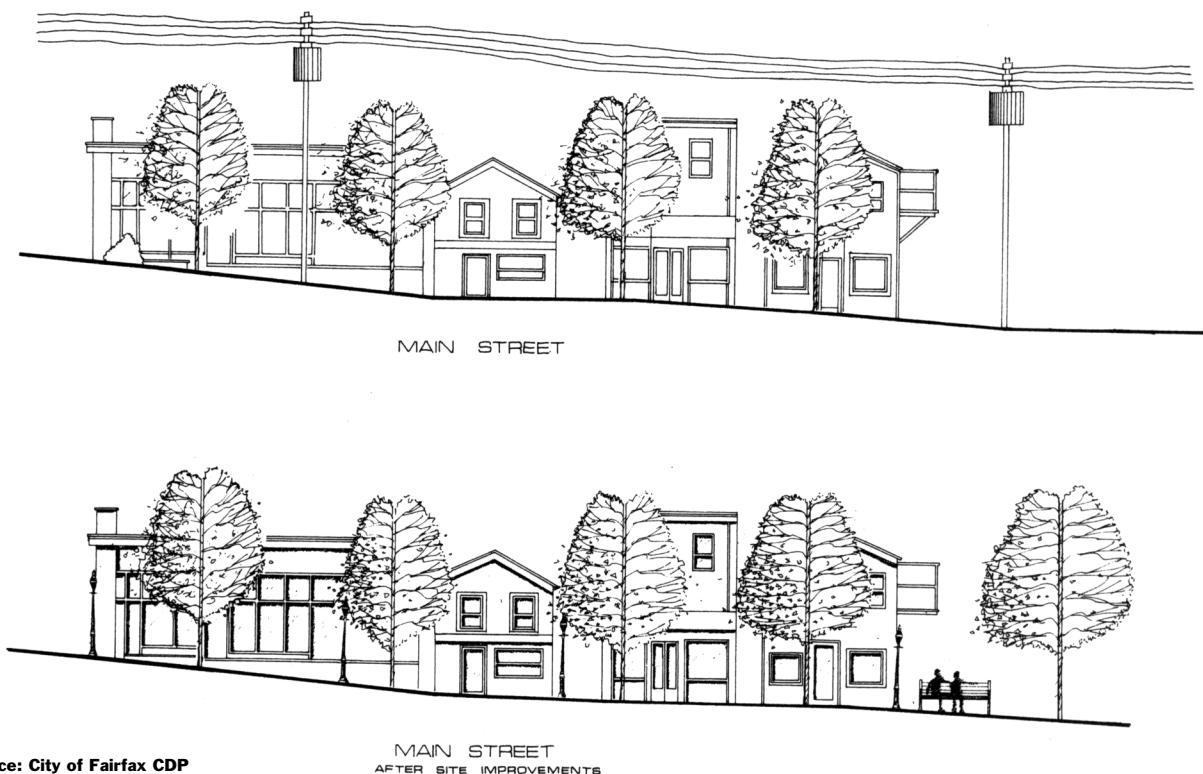 MAIN STREET
MAIN STREET
AFTER SITE IMPROVEMENTS
ce: City of Fairfax CDP